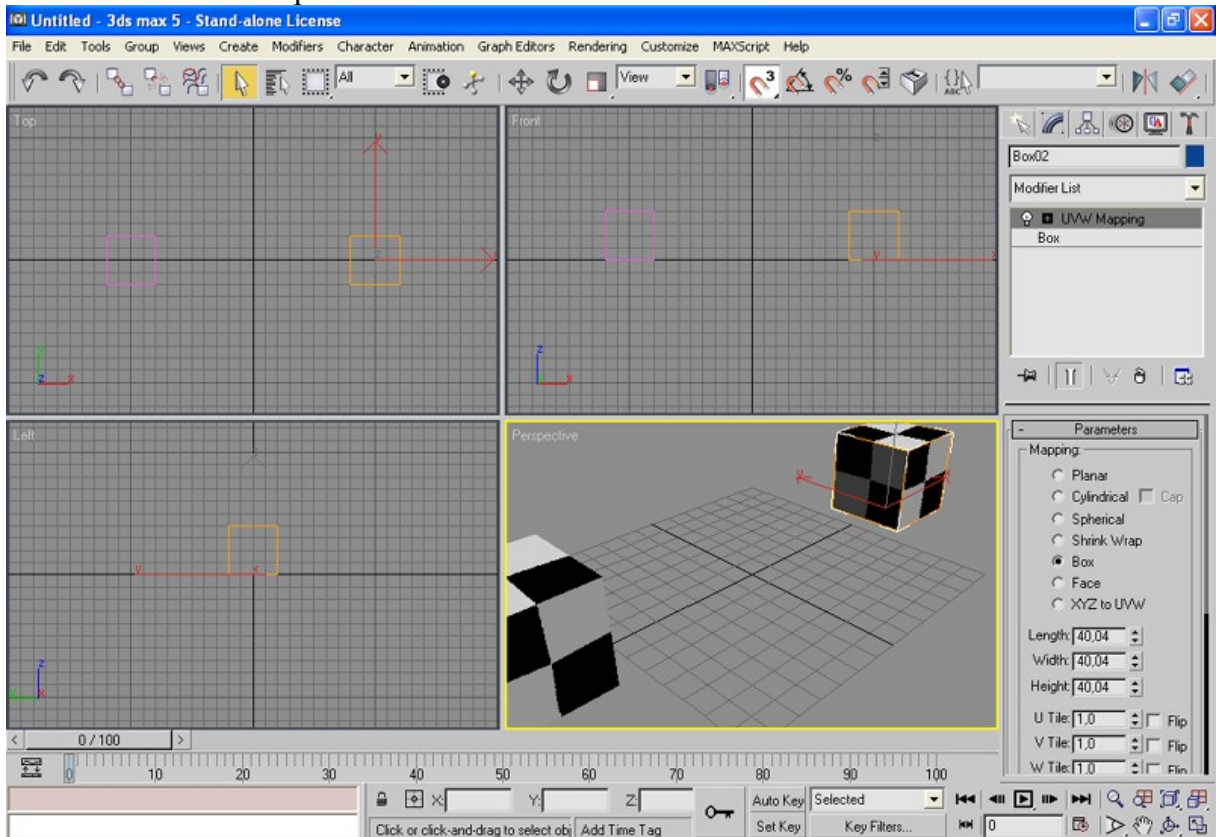 Untitled - 3ds max 5 - Stand-alone License
File Edit Tools Group Views Create Modifiers Character Animation Graph Editors Rendering Customize MAXScript Help
All View ABC
Top
Front
Left
Perspective
y
x
z
z
y
x
y
z
x
z
x
z
y
x
z
y
x
y
x
Box02
Modifier List
UVW Mapping
Box
- Parameters
Mapping:
Planar
Cylindrical Cap
Spherical
Shrink Wrap
Box
Face
XYZ to UVW
Length: 40,04
Width: 40,04
Height: 40,04
U Tile: 1,0 Flip
V Tile: 1,0 Flip
W Tile: 1,0 Flip
< 0 / 100 >
0 10 20 30 40 50 60 70 80 90 100
X: Y: Z: Auto Key Selected
Click or click-and-drag to select obj Add Time Tag Set Key Key Filters... 0